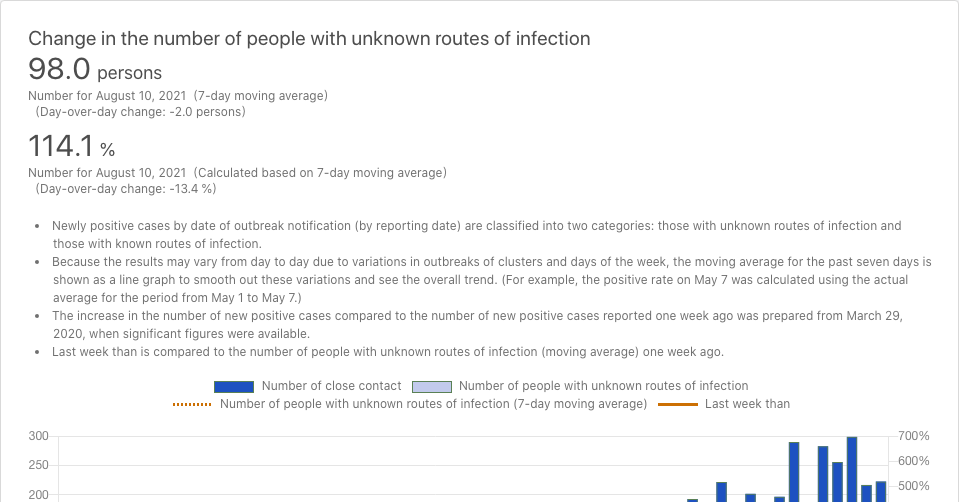 Change in the number of people with unknown routes of infection
98.0 persons
Number for August 10, 2021 (7-day moving average)
(Day-over-day change: -2.0 persons)
114.1 %
Number for August 10, 2021 (Calculated based on 7-day moving average)
(Day-over-day change: -13.4 %)
• Newly positive cases by date of outbreak notification (by reporting date) are classified into two categories: those with unknown routes of infection and
those with known routes of infection.
• Because the results may vary from day to day due to variations in outbreaks of clusters and days of the week, the moving average for the past seven days is
shown as a line graph to smooth out these variations and see the overall trend. (For example, the positive rate on May 7 was calculated using the actual
average for the period from May 1 to May 7.)
• The increase in the number of new positive cases compared to the number of new positive cases reported one week ago was prepared from March 29,
2020, when significant figures were available.
• Last week than is compared to the number of people with unknown routes of infection (moving average) one week ago.
Number of close contact Number of people with unknown routes of infection
Number of people with unknown routes of infection (7-day moving average) Last week than
300 700%
250 600%
200 500%